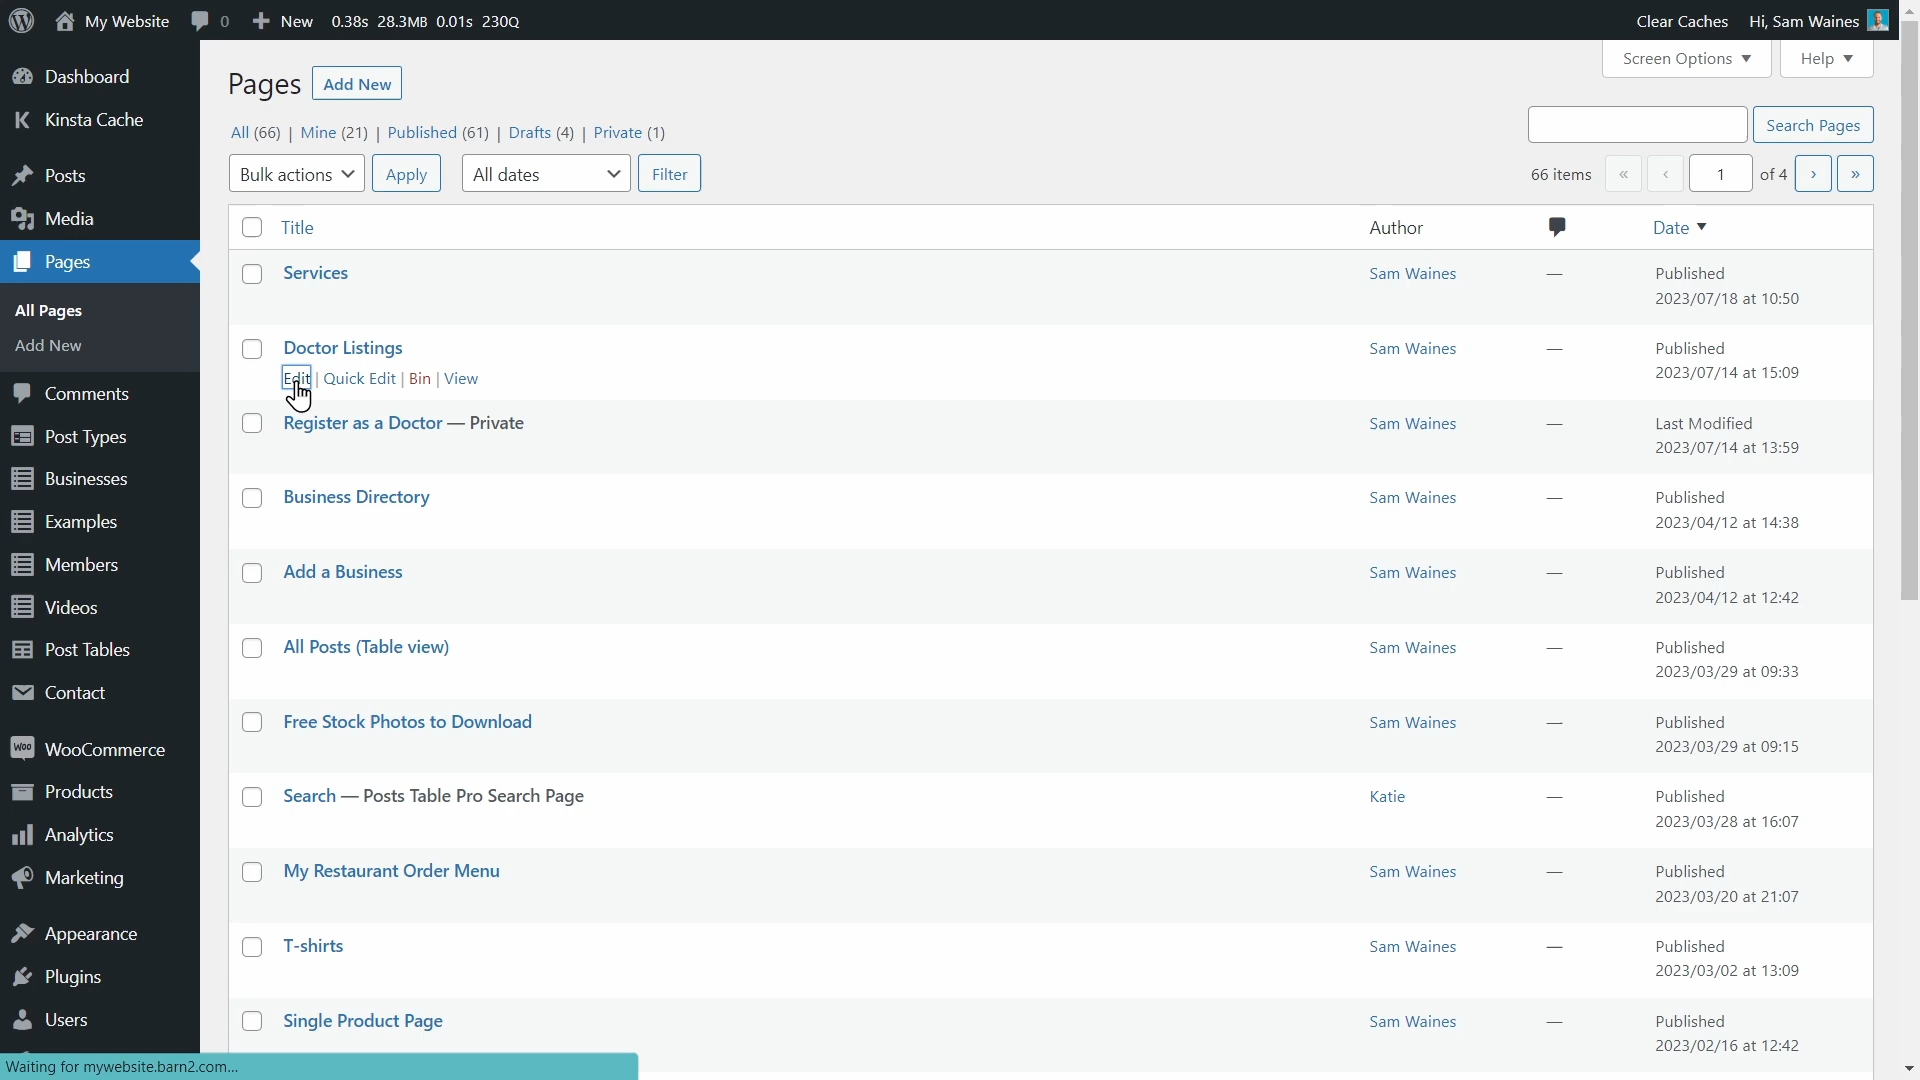 My Website 0 New 0.38s 28.3MB 0.01s 230Q Clear Caches Hi, Sam Waines
Dashboard
Kinsta Cache
Posts
Media
Pages
All Pages
Add New
Comments
Post Types
Businesses
Examples
Members
Videos
Post Tables
Contact
WooCommerce
Products
Analytics
Marketing
Appearance
Plugins
Users
Screen Options Help
Pages Add New
All (66) | Mine (21) | Published (61) | Drafts (4) | Private (1)
Search Pages
Bulk actions Apply All dates Filter 66 items « ‹ 1 of 4 › »
Title Author Date
Services Sam Waines — Published
2023/07/18 at 10:50
Doctor Listings Sam Waines — Published
2023/07/14 at 15:09
Edit | Quick Edit | Bin | View
Register as a Doctor — Private Sam Waines — Last Modified
2023/07/14 at 13:59
Business Directory Sam Waines — Published
2023/04/12 at 14:38
Add a Business Sam Waines — Published
2023/04/12 at 12:42
All Posts (Table view) Sam Waines — Published
2023/03/29 at 09:33
Free Stock Photos to Download Sam Waines — Published
2023/03/29 at 09:15
Search — Posts Table Pro Search Page Katie — Published
2023/03/28 at 16:07
My Restaurant Order Menu Sam Waines — Published
2023/03/20 at 21:07
T-shirts Sam Waines — Published
2023/03/02 at 13:09
Single Product Page Sam Waines — Published
2023/02/16 at 12:42
Waiting for mywebsite.barn2.com...